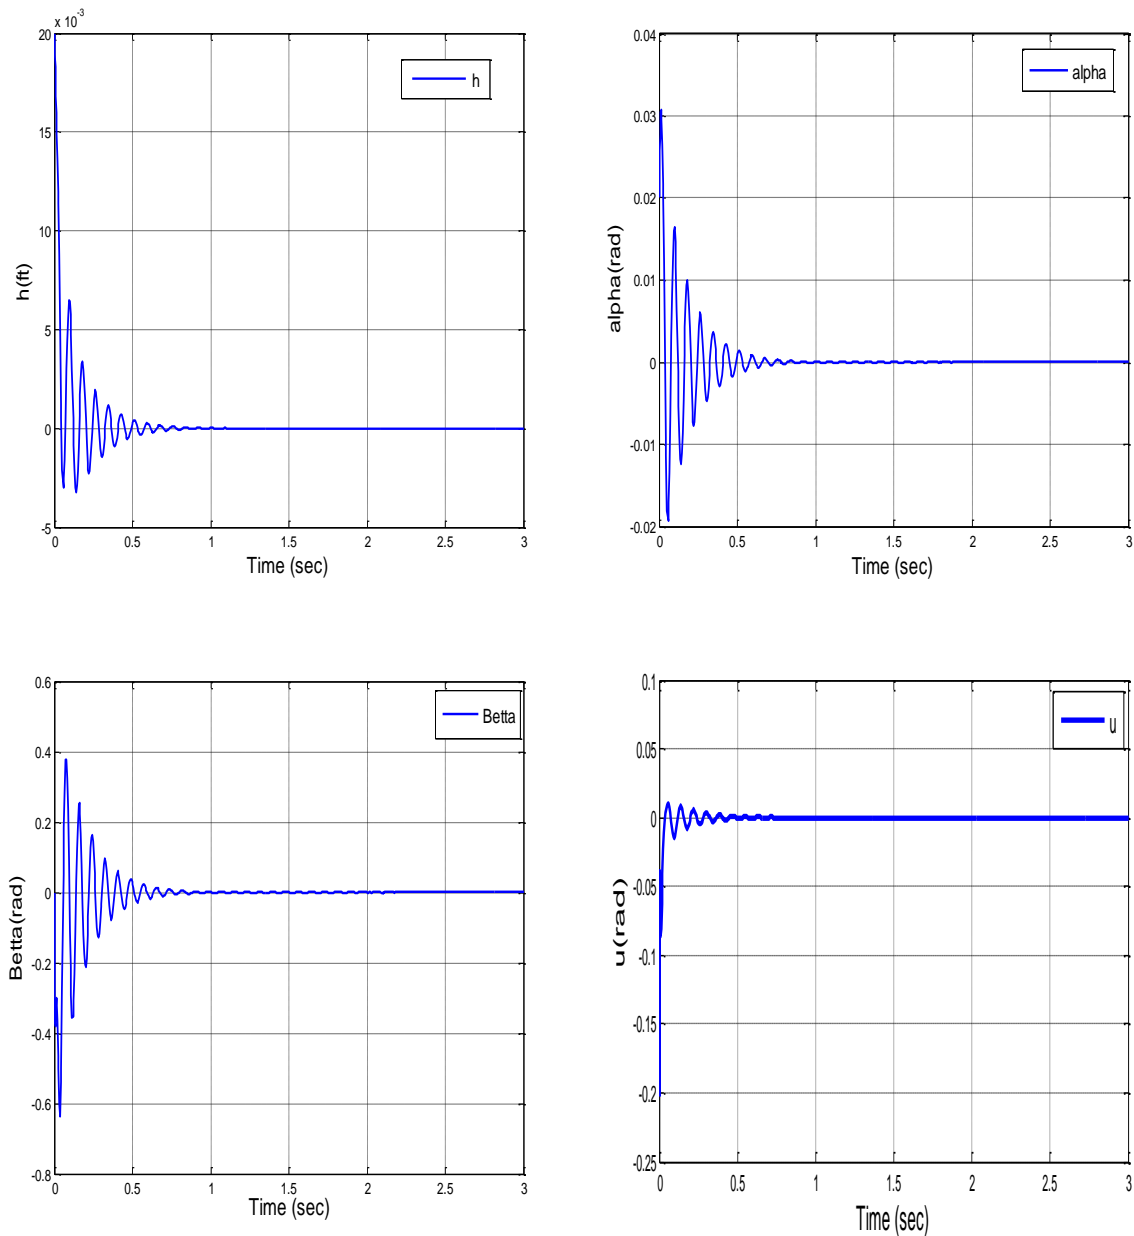 x 10-3
20
15
10
5
0
-5
h(ft)
h
0 0.5 1 1.5 2 2.5 3
Time (sec)
0.04
0.03
0.02
0.01
0
-0.01
-0.02
alpha(rad)
alpha
0 0.5 1 1.5 2 2.5 3
Time (sec)
0.6
0.4
0.2
0
-0.2
-0.4
-0.6
-0.8
Betta(rad)
Betta
0 0.5 1 1.5 2 2.5 3
Time (sec)
0.1
0.05
0
-0.05
-0.1
-0.15
-0.2
-0.25
u(rad)
u
0 0.5 1 1.5 2 2.5 3
Time (sec)